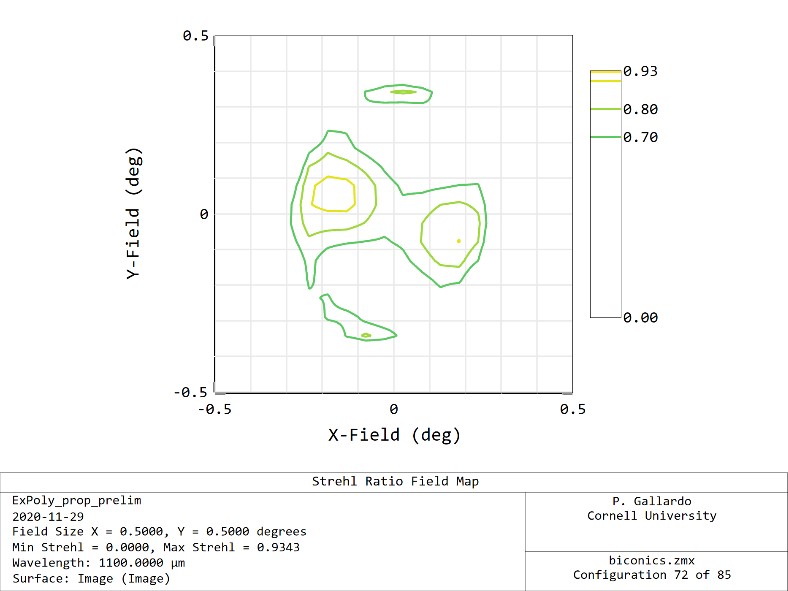 0.5
0
-0.5
Y-Field (deg)
-0.5
0
0.5
X-Field (deg)
0.93
0.80
0.70
0.00
Strehl Ratio Field Map
ExPoly_prop_prelim
2020-11-29
Field Size X = 0.5000, Y = 0.5000 degrees
Min Strehl = 0.0000, Max Strehl = 0.9343
Wavelength: 1100.0000 µm
Surface: Image (Image)
P. Gallardo
Cornell University
biconics.zmx
Configuration 72 of 85